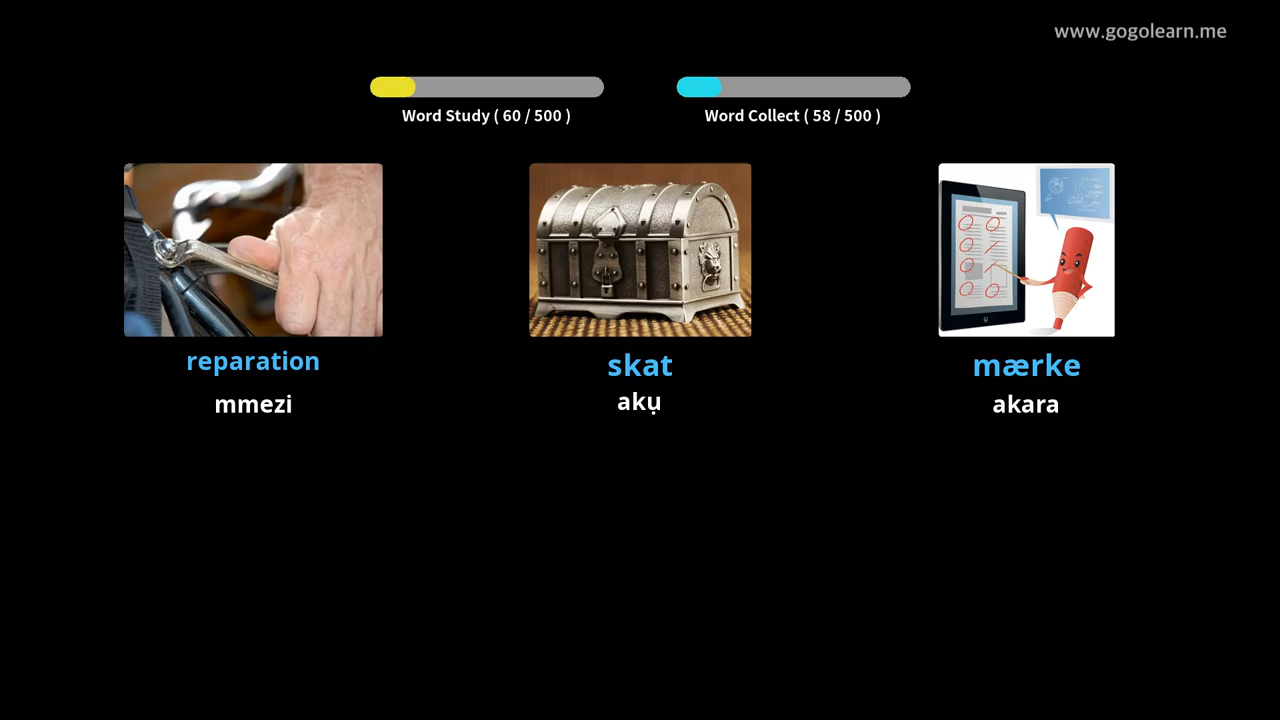 www.gogolearn.me
Word Study ( 60 / 500 )
Word Collect ( 58 / 500 )
reparation
skat
mærke
mmezi
akụ
akara